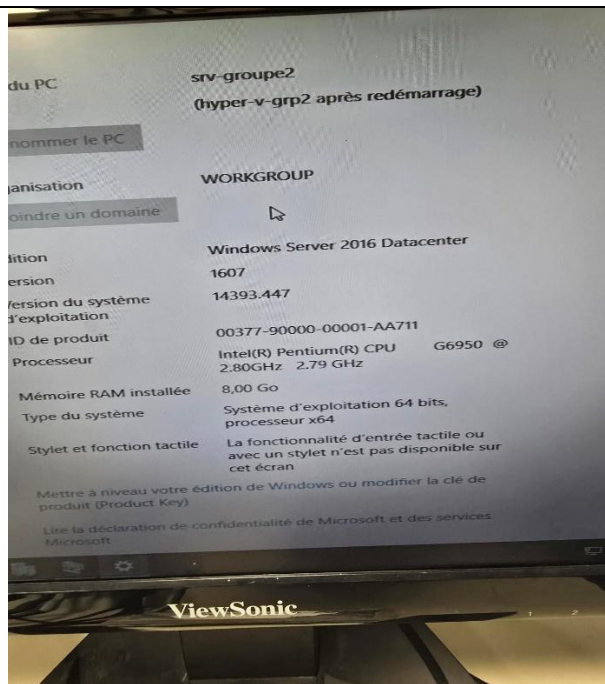 du PC srv-groupe2
(hyper-v-grp2 après redémarrage)
nommer le PC
anisation WORKGROUP
oindre un domaine
ition Windows Server 2016 Datacenter
ersion 1607
Version du système 14393.447
d'exploitation
ID de produit 00377-90000-00001-AA711
Processeur Intel(R) Pentium(R) CPU G6950 @
2.80GHz 2.79 GHz
Mémoire RAM installée 8,00 Go
Type du système Système d'exploitation 64 bits,
processeur x64
Stylet et fonction tactile La fonctionnalité d'entrée tactile ou
avec un stylet n'est pas disponible sur
cet écran
Mettre à niveau votre édition de Windows ou modifier la clé de
produit (Product Key)
Lire la déclaration de confidentialité de Microsoft et des services
Microsoft
ViewSonic
1 2